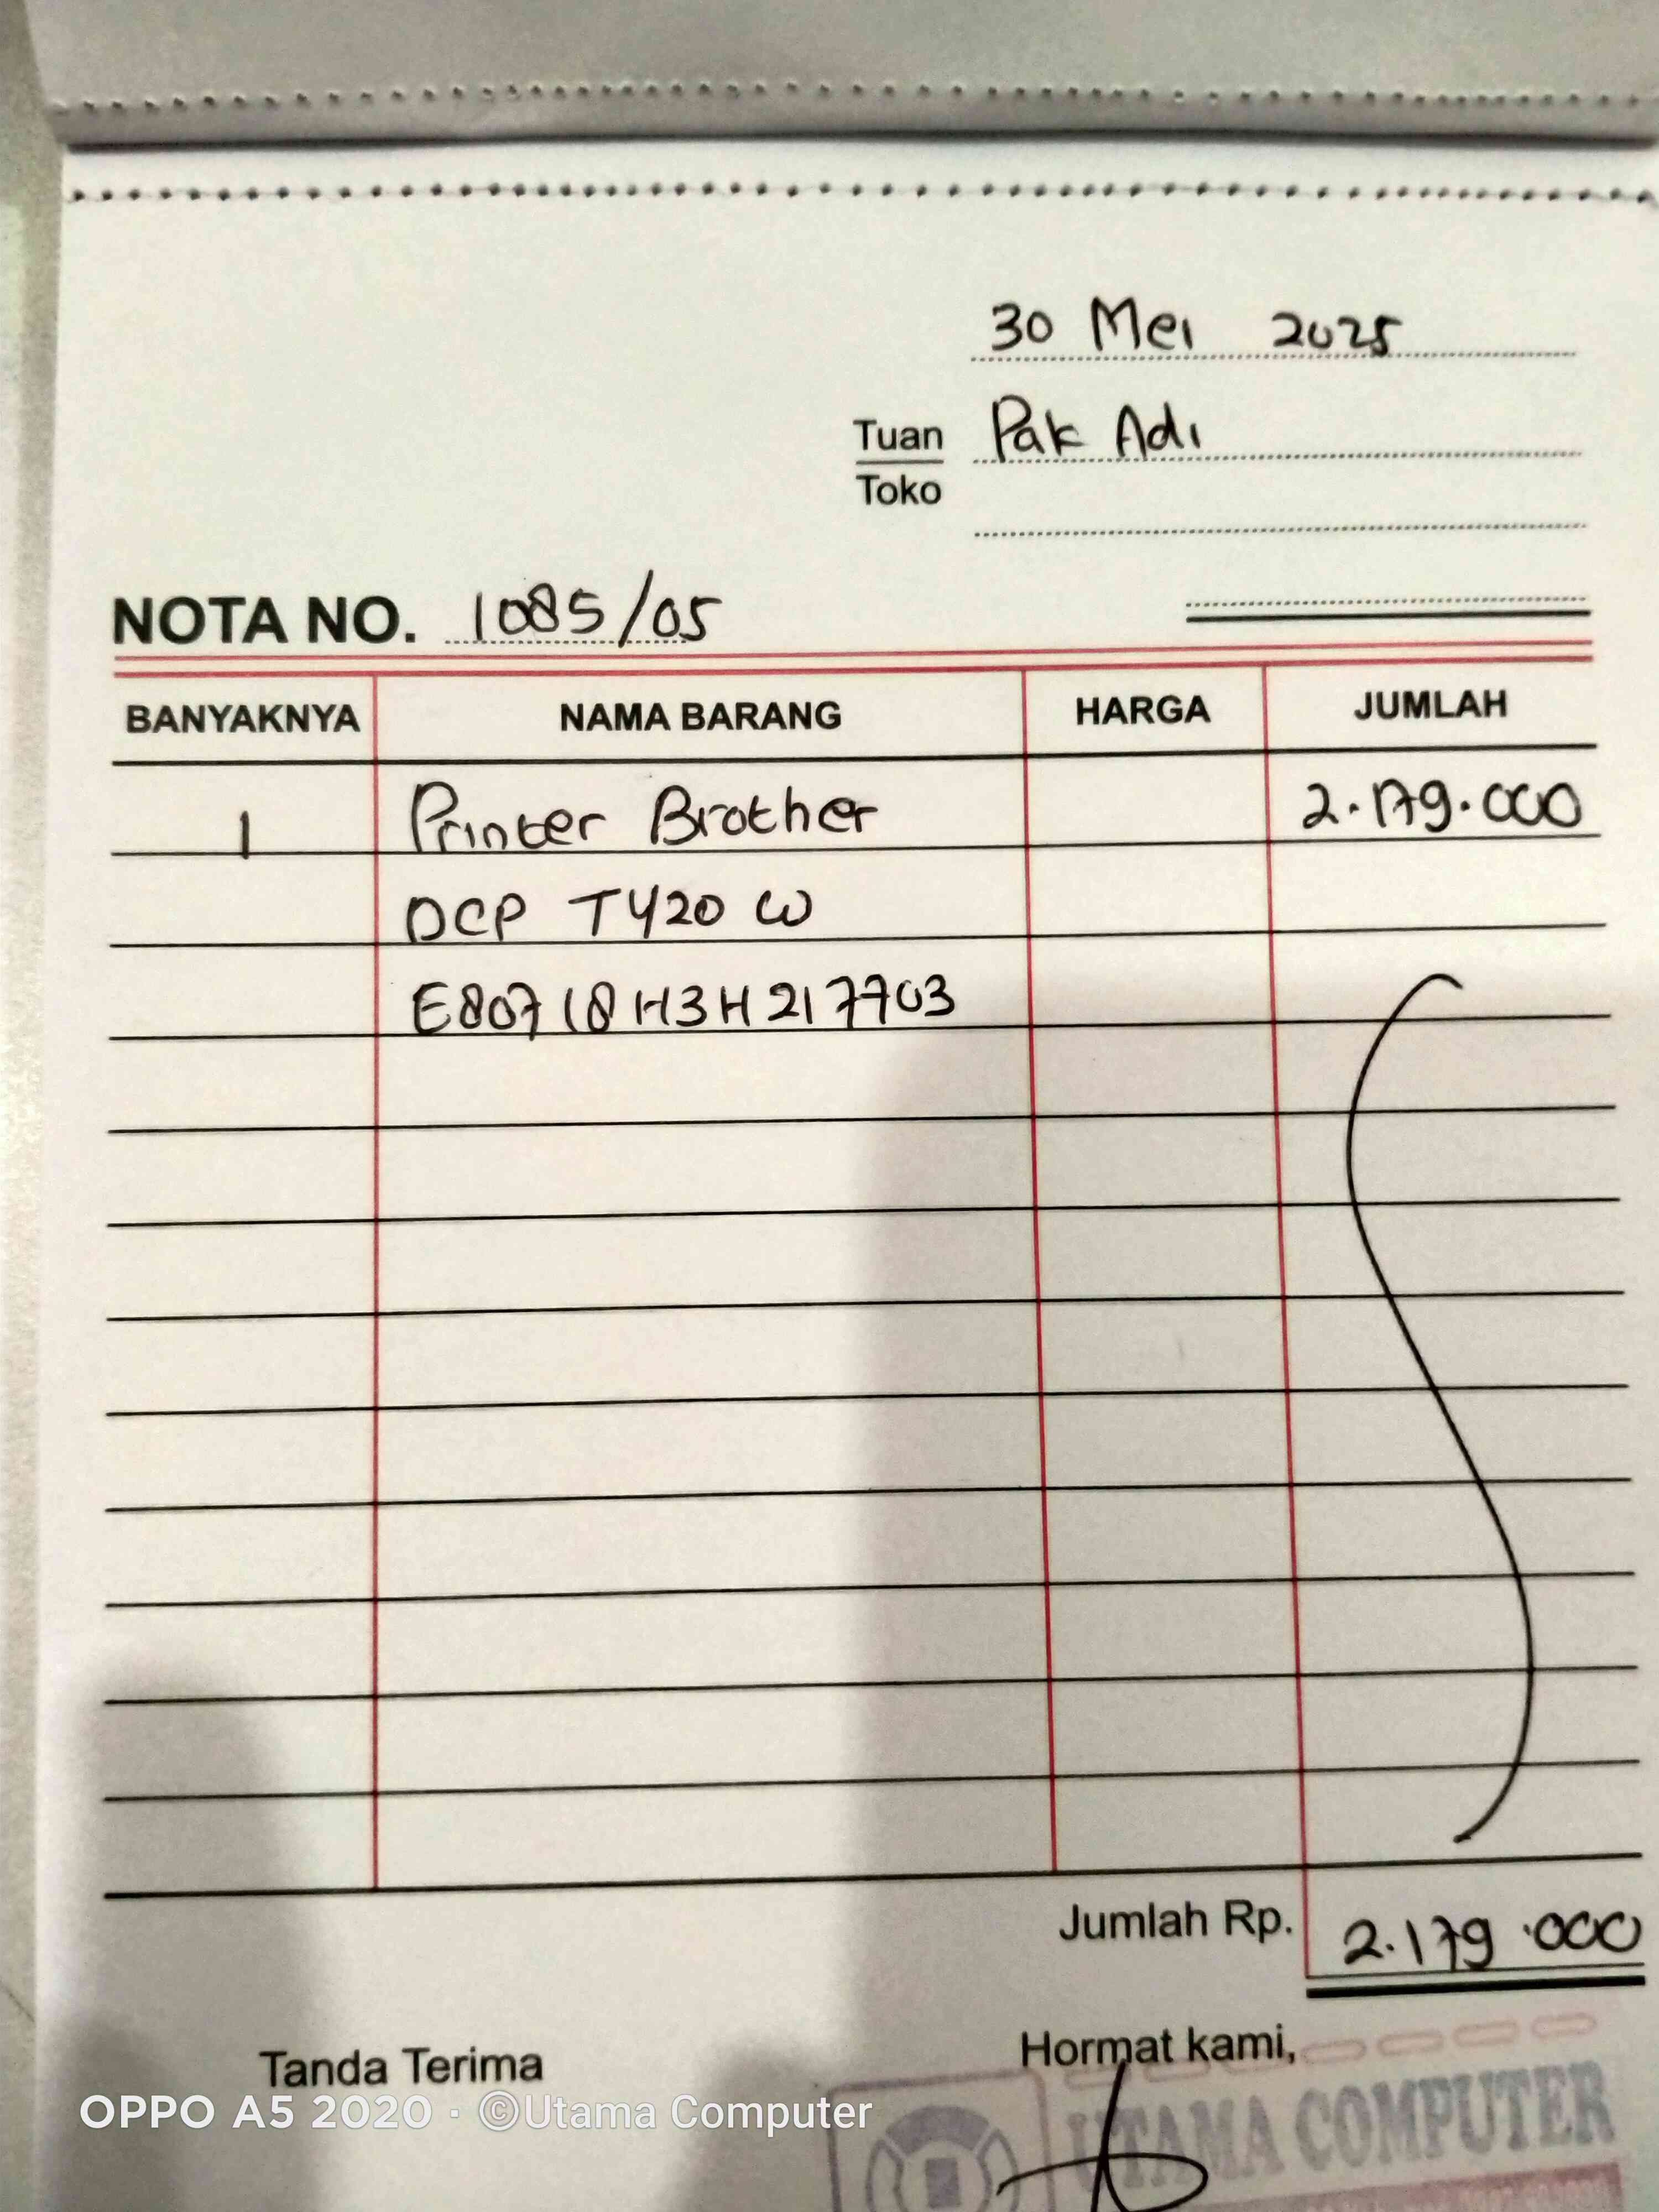 30 Mei 2025
Tuan Pak Adi
Toko
NOTA NO. 1085/05
BANYAKNYA NAMA BARANG HARGA JUMLAH
1 Printer Brother 2.179.000
DCP T420 W
E80718H3H217703
Jumlah Rp. 2.179.000
Tanda Terima Hormat kami,
OPPO A5 2020 · ©Utama Computer
UTAMA COMPUTER